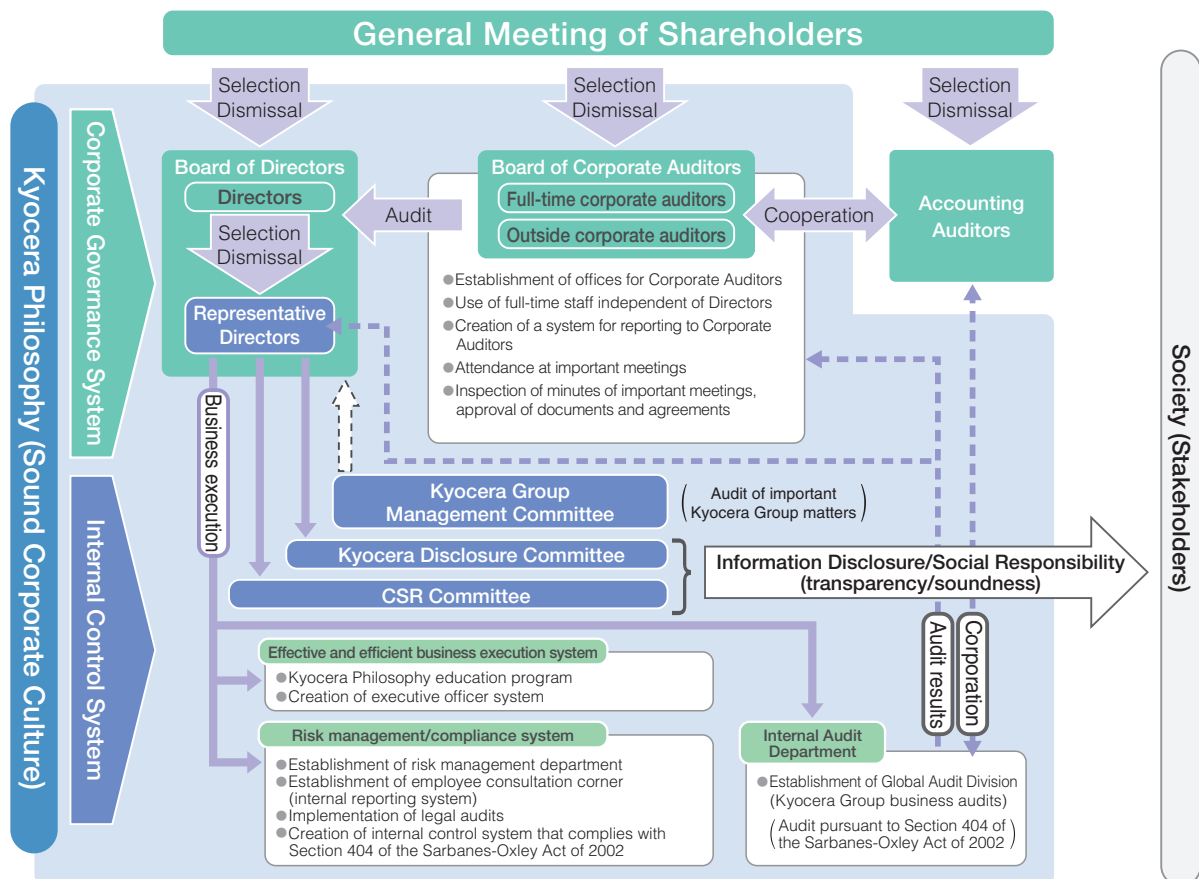 General Meeting of Shareholders
Kyocera Philosophy (Sound Corporate Culture)
Corporate Governance System
Internal Control System
Selection
Dismissal
Selection
Dismissal
Selection
Dismissal
Board of Directors
Directors
Selection
Dismissal
Representative
Directors
Audit
Board of Corporate Auditors
Full-time corporate auditors
Outside corporate auditors
●Establishment of offices for Corporate Auditors
●Use of full-time staff independent of Directors
●Creation of a system for reporting to Corporate
Auditors
●Attendance at important meetings
●Inspection of minutes of important meetings,
approval of documents and agreements
Cooperation
Accounting
Auditors
Business execution
Kyocera Group
Management Committee
(Audit of important
Kyocera Group matters)
Kyocera Disclosure Committee
CSR Committee
Information Disclosure/Social Responsibility
(transparency/soundness)
Society (Stakeholders)
Audit results
Corporation
Effective and efficient business execution system
●Kyocera Philosophy education program
●Creation of executive officer system
Risk management/compliance system
●Establishment of risk management department
●Establishment of employee consultation corner
(internal reporting system)
●Implementation of legal audits
●Creation of internal control system that complies with
Section 404 of the Sarbanes-Oxley Act of 2002
Internal Audit
Department
●Establishment of Global Audit Division
(Kyocera Group business audits)
(Audit pursuant to Section 404 of
the Sarbanes-Oxley Act of 2002)